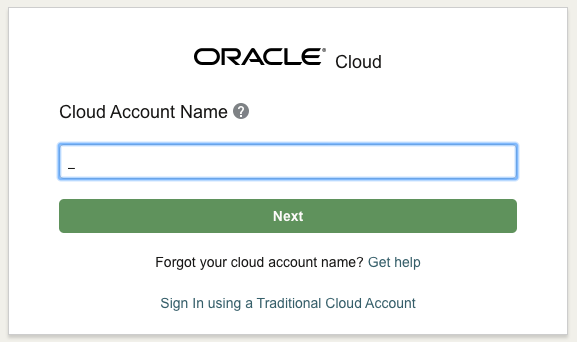 ORACLE® Cloud
Cloud Account Name ?
_
Next
Forgot your cloud account name? Get help
Sign In using a Traditional Cloud Account